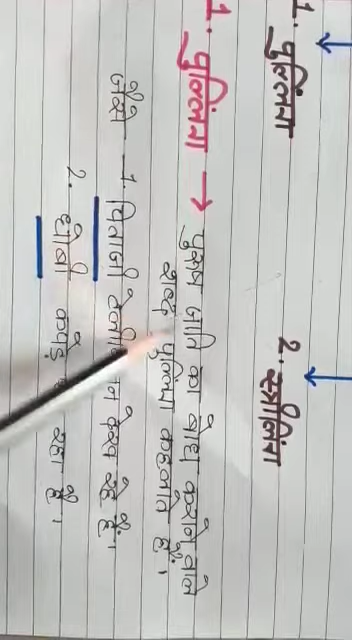 1. पुल्लिंग 2. स्त्रीलिंग
1. पुल्लिंग → पुरुष जाति का बोध कराने वाले
शब्द पुल्लिंग कहलाते हैं।
जैसे - 1. पिताजी देख रहे हैं।
2. धोबी कपड़े रहा है।